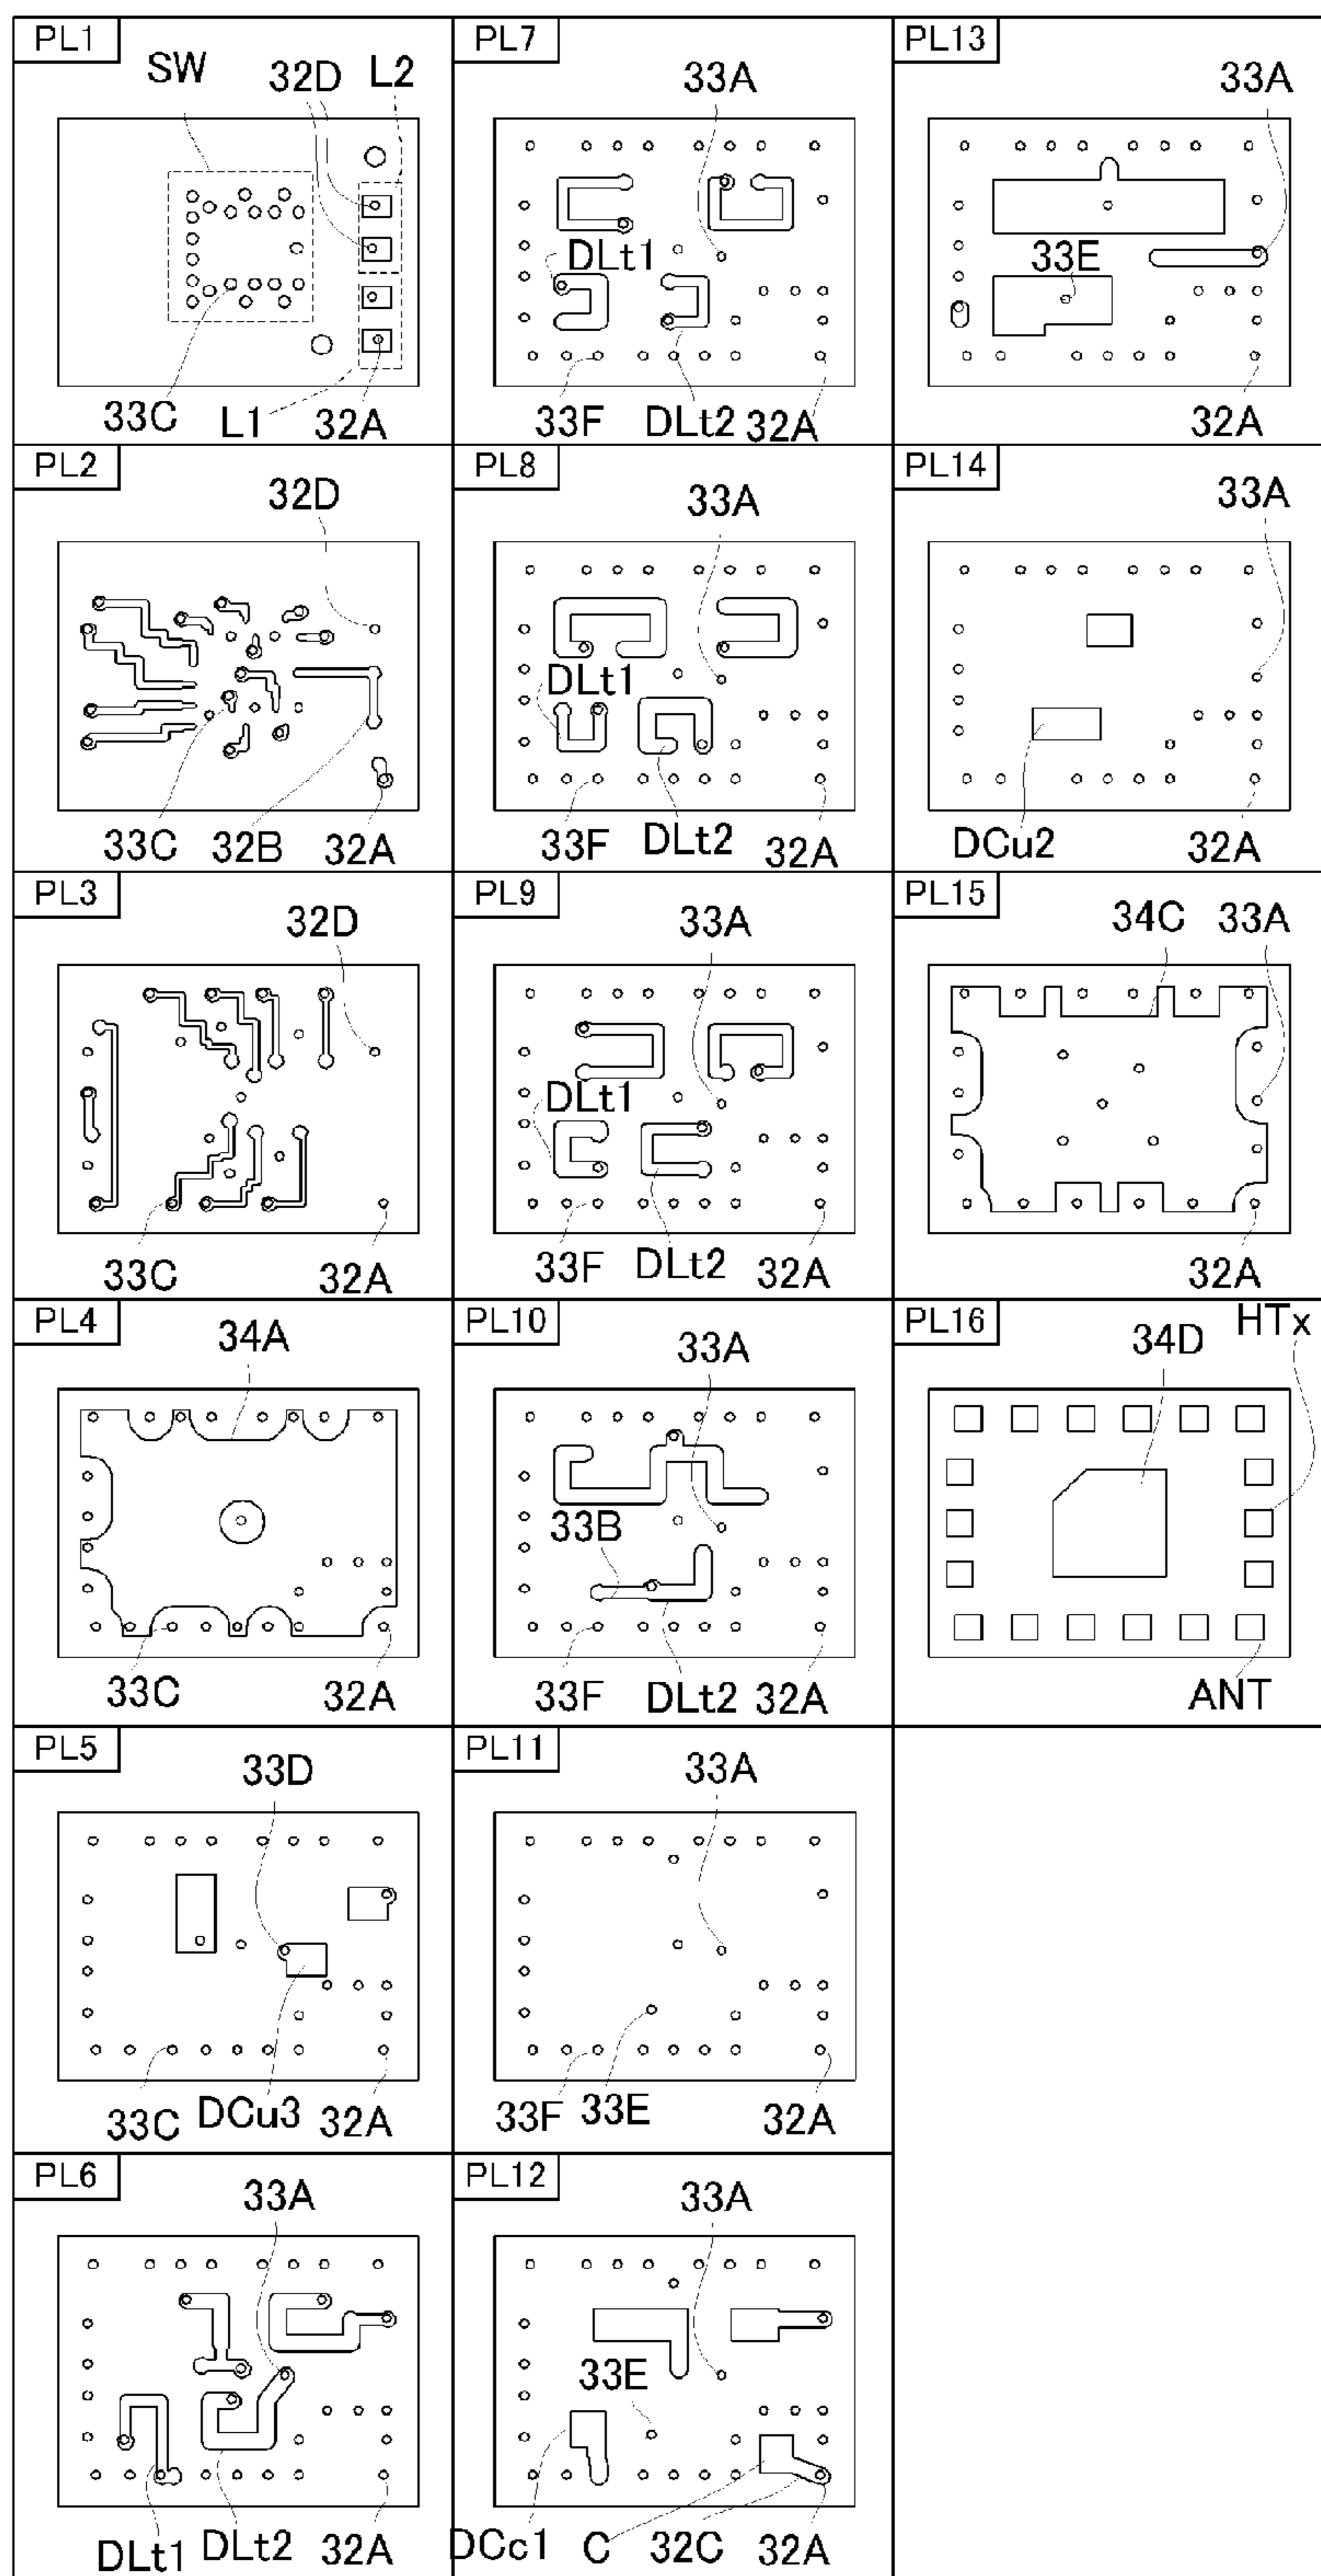 PL1
SW 32D L2
33C L1 32A
PL2
32D
33C 32B 32A
PL3
32D
33C 32A
PL4
34A
33C 32A
PL5
33D
33C DCu3 32A
PL6
33A
DLt1 DLt2 32A
PL7
33A
DLt1
33F DLt2 32A
PL8
33A
DLt1
33F DLt2 32A
PL9
33A
DLt1
33F DLt2 32A
PL10
33A
33B
33F DLt2 32A
PL11
33A
33F 33E 32A
PL12
33A
33E
DCc1 C 32C 32A
PL13
33A
33E
32A
PL14
33A
DCu2 32A
PL15
34C 33A
32A
PL16
34D HTx
ANT